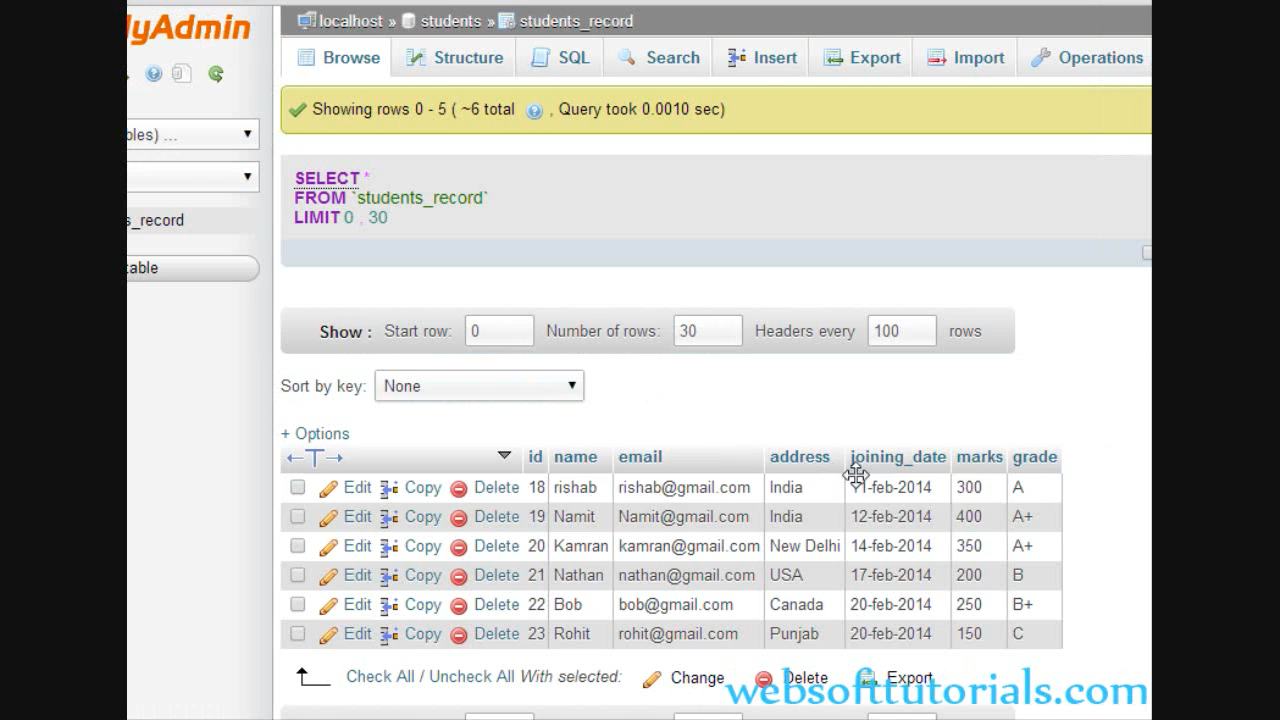 lyAdmin
localhost » students » students_record
Browse Structure SQL Search Insert Export Import Operations
Showing rows 0 - 5 ( ~6 total , Query took 0.0010 sec)
bles) ...
SELECT *
FROM `students_record`
LIMIT 0 , 30
s_record
table
Show : Start row: 0 Number of rows: 30 Headers every 100 rows
Sort by key: None
+ Options
←T→ id name email address joining_date marks grade
Edit Copy Delete 18 rishab rishab@gmail.com India 11-feb-2014 300 A
Edit Copy Delete 19 Namit Namit@gmail.com India 12-feb-2014 400 A+
Edit Copy Delete 20 Kamran kamran@gmail.com New Delhi 14-feb-2014 350 A+
Edit Copy Delete 21 Nathan nathan@gmail.com USA 17-feb-2014 200 B
Edit Copy Delete 22 Bob bob@gmail.com Canada 20-feb-2014 250 B+
Edit Copy Delete 23 Rohit rohit@gmail.com Punjab 20-feb-2014 150 C
Check All / Uncheck All With selected: Change Delete Export
websofttutorials.com